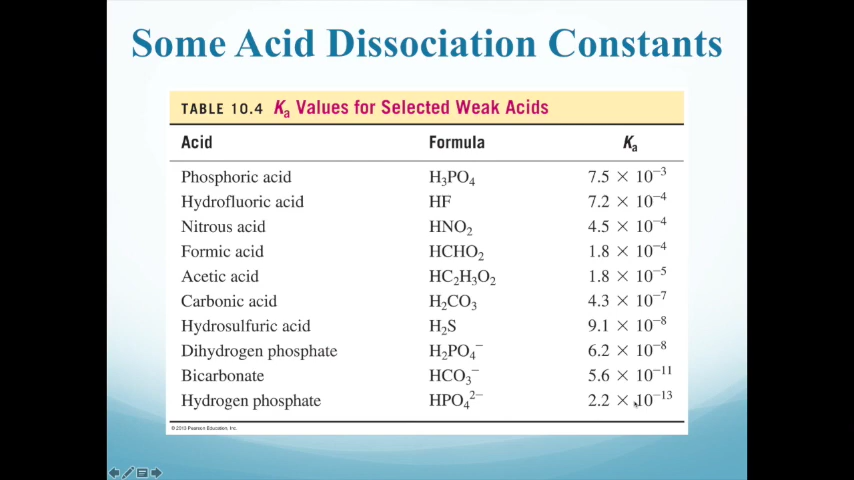 Some Acid Dissociation Constants
TABLE 10.4 Kₐ Values for Selected Weak Acids
Acid Formula Kₐ
Phosphoric acid H₃PO₄ 7.5 × 10⁻³
Hydrofluoric acid HF 7.2 × 10⁻⁴
Nitrous acid HNO₂ 4.5 × 10⁻⁴
Formic acid HCHO₂ 1.8 × 10⁻⁴
Acetic acid HC₂H₃O₂ 1.8 × 10⁻⁵
Carbonic acid H₂CO₃ 4.3 × 10⁻⁷
Hydrosulfuric acid H₂S 9.1 × 10⁻⁸
Dihydrogen phosphate H₂PO₄⁻ 6.2 × 10⁻⁸
Bicarbonate HCO₃⁻ 5.6 × 10⁻¹¹
Hydrogen phosphate HPO₄²⁻ 2.2 × 10⁻¹³
© 2013 Pearson Education, Inc.